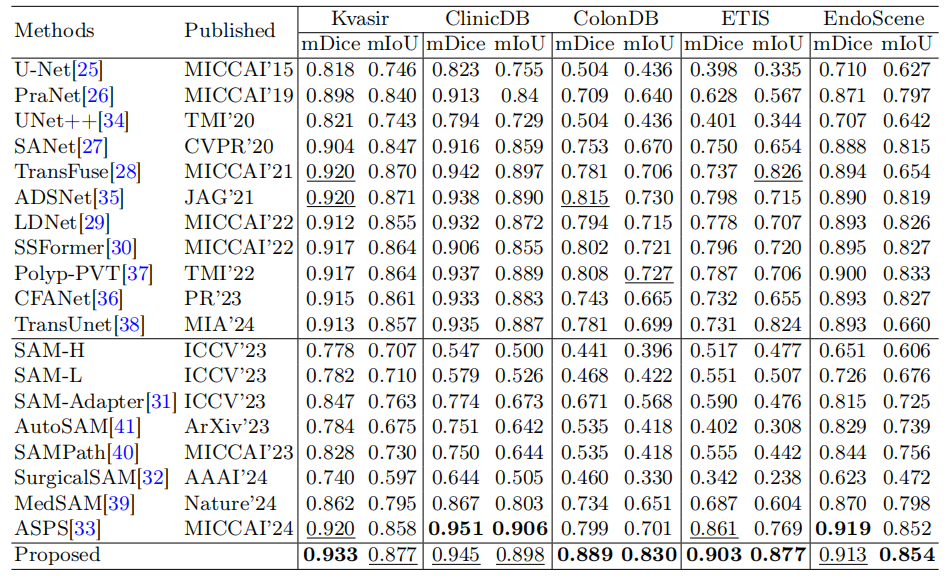 Methods Published Kvasir ClinicDB ColonDB ETIS EndoScene
mDice mIoU mDice mIoU mDice mIoU mDice mIoU mDice mIoU
U-Net[25] MICCAI'15 0.818 0.746 0.823 0.755 0.504 0.436 0.398 0.335 0.710 0.627
PraNet[26] MICCAI'19 0.898 0.840 0.913 0.84 0.709 0.640 0.628 0.567 0.871 0.797
UNet++[34] TMI'20 0.821 0.743 0.794 0.729 0.504 0.436 0.401 0.344 0.707 0.642
SANet[27] CVPR'20 0.904 0.847 0.916 0.859 0.753 0.670 0.750 0.654 0.888 0.815
TransFuse[28] MICCAI'21 0.920 0.870 0.942 0.897 0.781 0.706 0.737 0.826 0.894 0.654
ADSNet[35] JAG'21 0.920 0.871 0.938 0.890 0.815 0.730 0.798 0.715 0.890 0.819
LDNet[29] MICCAI'22 0.912 0.855 0.932 0.872 0.794 0.715 0.778 0.707 0.893 0.826
SSFormer[30] MICCAI'22 0.917 0.864 0.906 0.855 0.802 0.721 0.796 0.720 0.895 0.827
Polyp-PVT[37] TMI'22 0.917 0.864 0.937 0.889 0.808 0.727 0.787 0.706 0.900 0.833
CFANet[36] PR'23 0.915 0.861 0.933 0.883 0.743 0.665 0.732 0.655 0.893 0.827
TransUnet[38] MIA'24 0.913 0.857 0.935 0.887 0.781 0.699 0.731 0.824 0.893 0.660
SAM-H ICCV'23 0.778 0.707 0.547 0.500 0.441 0.396 0.517 0.477 0.651 0.606
SAM-L ICCV'23 0.782 0.710 0.579 0.526 0.468 0.422 0.551 0.507 0.726 0.676
SAM-Adapter[31] ICCV'23 0.847 0.763 0.774 0.673 0.671 0.568 0.590 0.476 0.815 0.725
AutoSAM[41] ArXiv'23 0.784 0.675 0.751 0.642 0.535 0.418 0.402 0.308 0.829 0.739
SAMPath[40] MICCAI'23 0.828 0.730 0.750 0.644 0.535 0.418 0.555 0.442 0.844 0.756
SurgicalSAM[32] AAAI'24 0.740 0.597 0.644 0.505 0.460 0.330 0.342 0.238 0.623 0.472
MedSAM[39] Nature'24 0.862 0.795 0.867 0.803 0.734 0.651 0.687 0.604 0.870 0.798
ASPS[33] MICCAI'24 0.920 0.858 0.951 0.906 0.799 0.701 0.861 0.769 0.919 0.852
Proposed 0.933 0.877 0.945 0.898 0.889 0.830 0.903 0.877 0.913 0.854